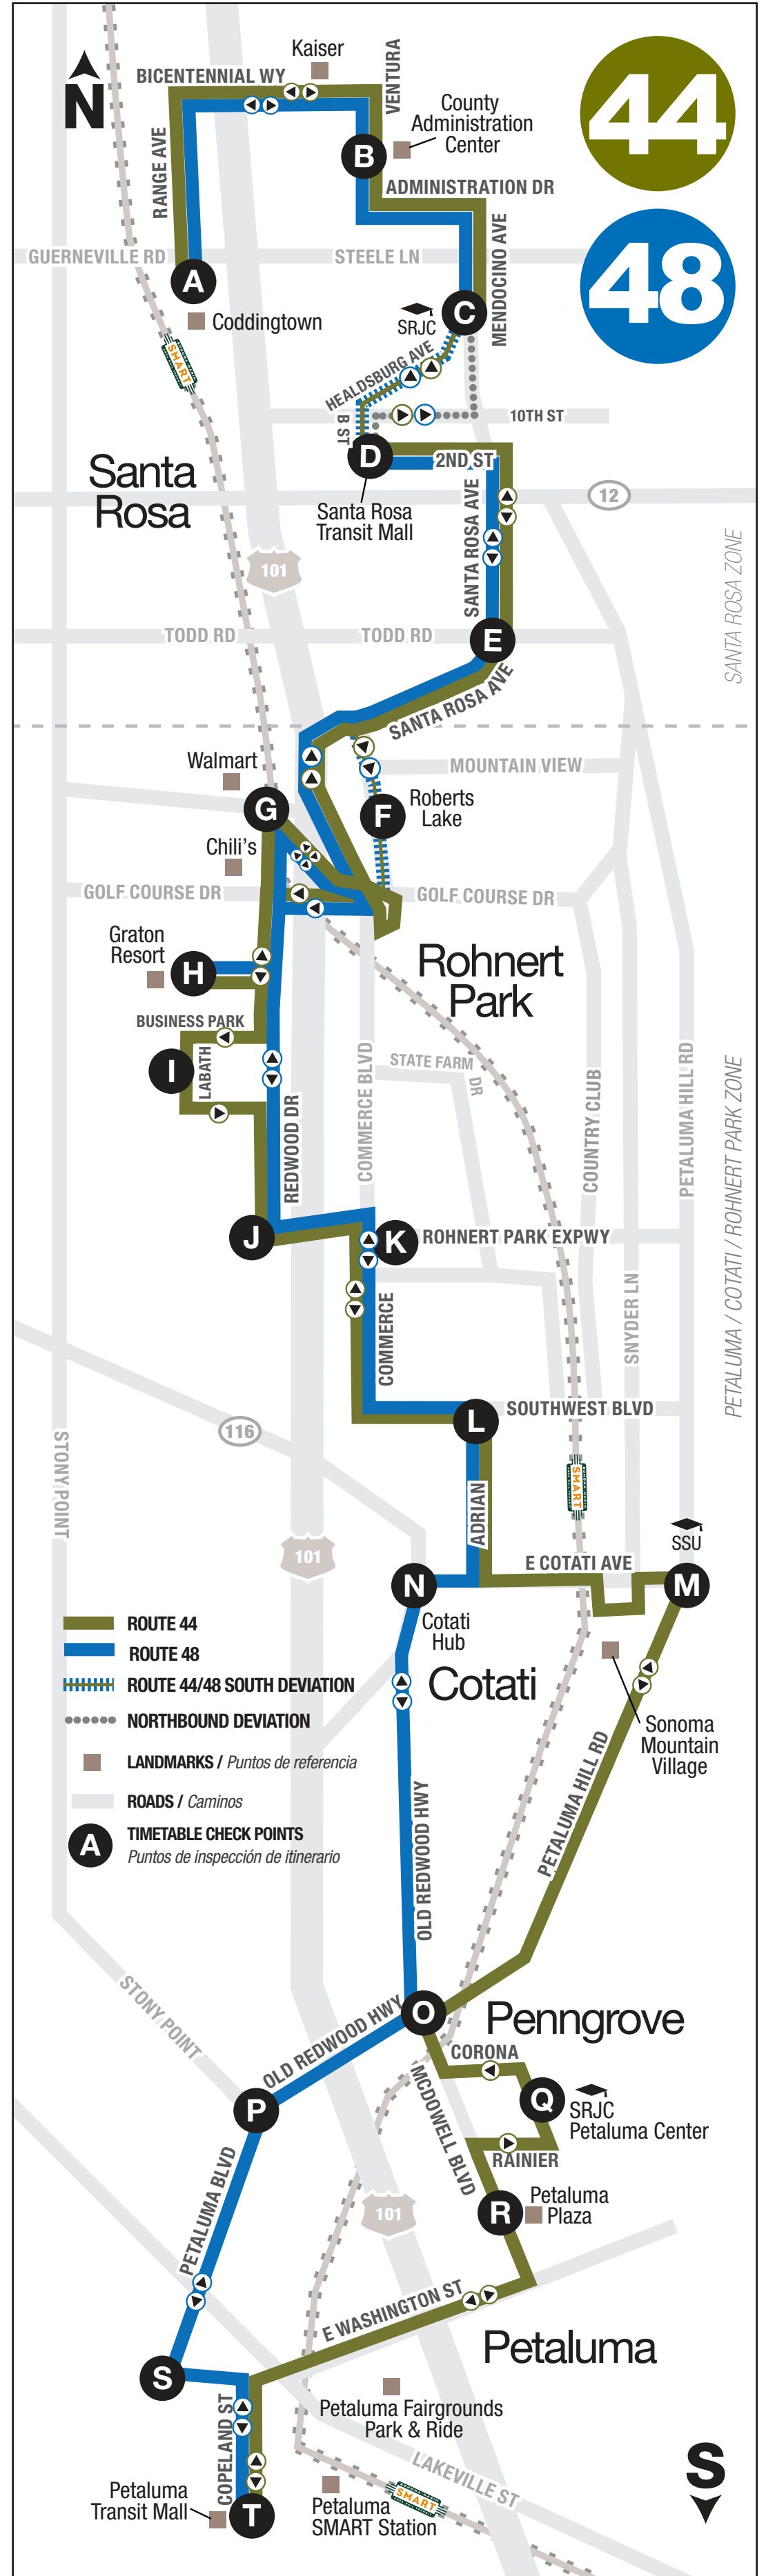 N
Kaiser
BICENTENNIAL WY
VENTURA
44
County
Administration
Center
B
RANGE AVE
ADMINISTRATION DR
48
MENDOCINO AVE
GUERNEVILLE RD
STEELE LN
A
C
SRJC
Coddingtown
SMART
HEALDSBURG AVE
B ST
10TH ST
D
2ND ST
Santa
Rosa
12
Santa Rosa
Transit Mall
SANTA ROSA AVE
SANTA ROSA ZONE
101
TODD RD
TODD RD
E
SANTA ROSA AVE
Walmart
MOUNTAIN VIEW
G
F
Roberts
Lake
Chili's
GOLF COURSE DR
GOLF COURSE DR
Graton
Resort
H
Rohnert
Park
BUSINESS PARK
I
LABATH
STATE FARM
DR
COMMERCE BLVD
COUNTRY CLUB
PETALUMA HILL RD
PETALUMA / COTATI / ROHNERT PARK ZONE
REDWOOD DR
J
K
ROHNERT PARK EXPWY
COMMERCE
SNYDER LN
L
SOUTHWEST BLVD
116
STONY POINT
SMART
ADRIAN
101
SSU
E COTATI AVE
N
M
Cotati
Hub
ROUTE 44
ROUTE 48
ROUTE 44/48 SOUTH DEVIATION
NORTHBOUND DEVIATION
LANDMARKS / Puntos de referencia
ROADS / Caminos
A
TIMETABLE CHECK POINTS
Puntos de inspección de itinerario
Cotati
Sonoma
Mountain
Village
PETALUMA HILL RD
OLD REDWOOD HWY
STONY POINT
OLD REDWOOD HWY
O
Penngrove
CORONA
P
MCDOWELL BLVD
Q
SRJC
Petaluma Center
RAINIER
PETALUMA BLVD
101
R
Petaluma
Plaza
E WASHINGTON ST
Petaluma
S
COPELAND ST
Petaluma Fairgrounds
Park & Ride
LAKEVILLE ST
S
Petaluma
Transit Mall
T
Petaluma
SMART Station
SMART